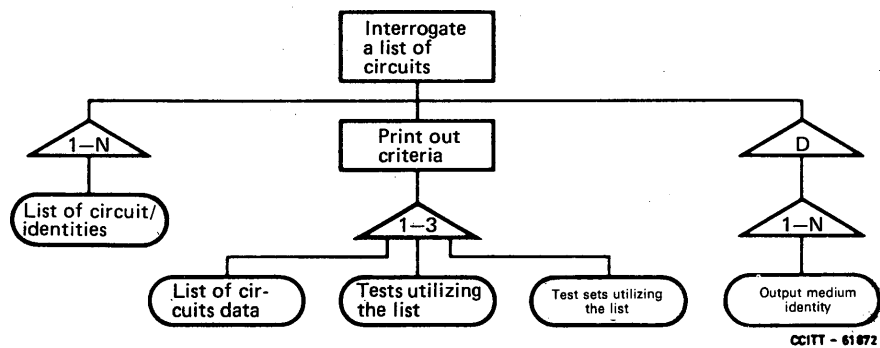 Interrogate
a list of
circuits
1—N
Print out
criteria
D
List of circuit/
identities
1—3
1—N
List of cir-
cuits data
Tests utilizing
the list
Test sets utilizing
the list
Output medium
identity
CCITT - 61872